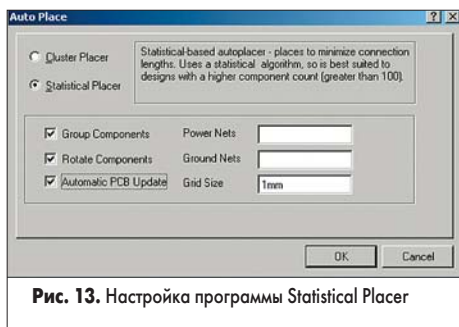 Auto Place
Cluster Placer
Statistical Placer
Statistical-based autoplacer - places to minimize connection
lengths. Uses a statistical algorithm, so is best suited to
designs with a higher component count (greater than 100).
Group Components
Power Nets
Rotate Components
Ground Nets
Automatic PCB Update
Grid Size
1mm
OK
Cancel
Рис. 13. Настройка программы Statistical Placer